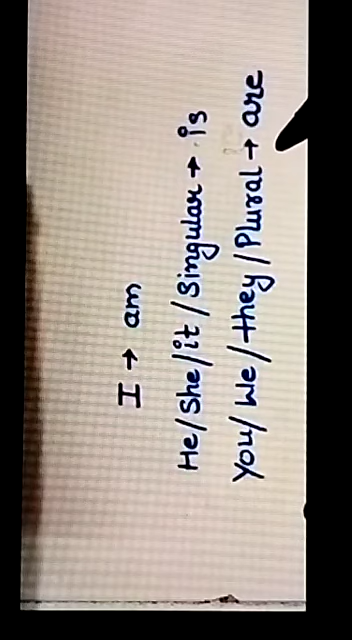 I → am
He/She/it/Singular → is
You/We/they/Plural → are